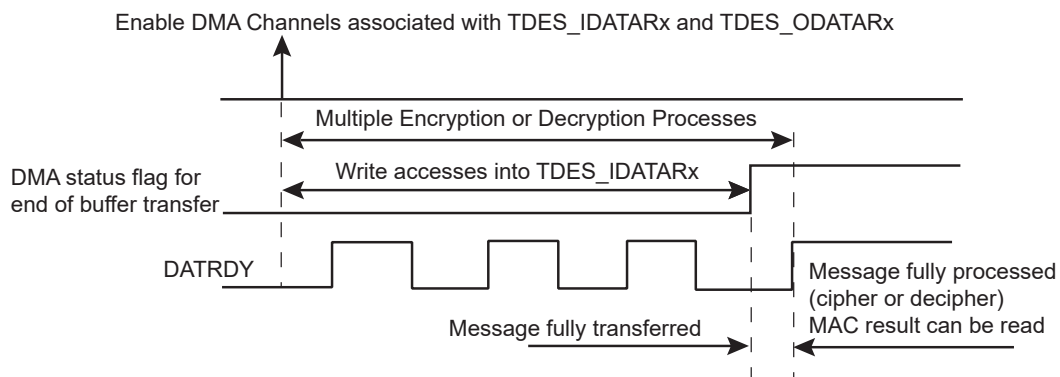 Enable DMA Channels associated with TDES_IDATARx and TDES_ODATARx
Multiple Encryption or Decryption Processes
Write accesses into TDES_IDATARx
DMA status flag for
end of buffer transfer
DATRDY
Message fully processed
(cipher or decipher)
MAC result can be read
Message fully transferred